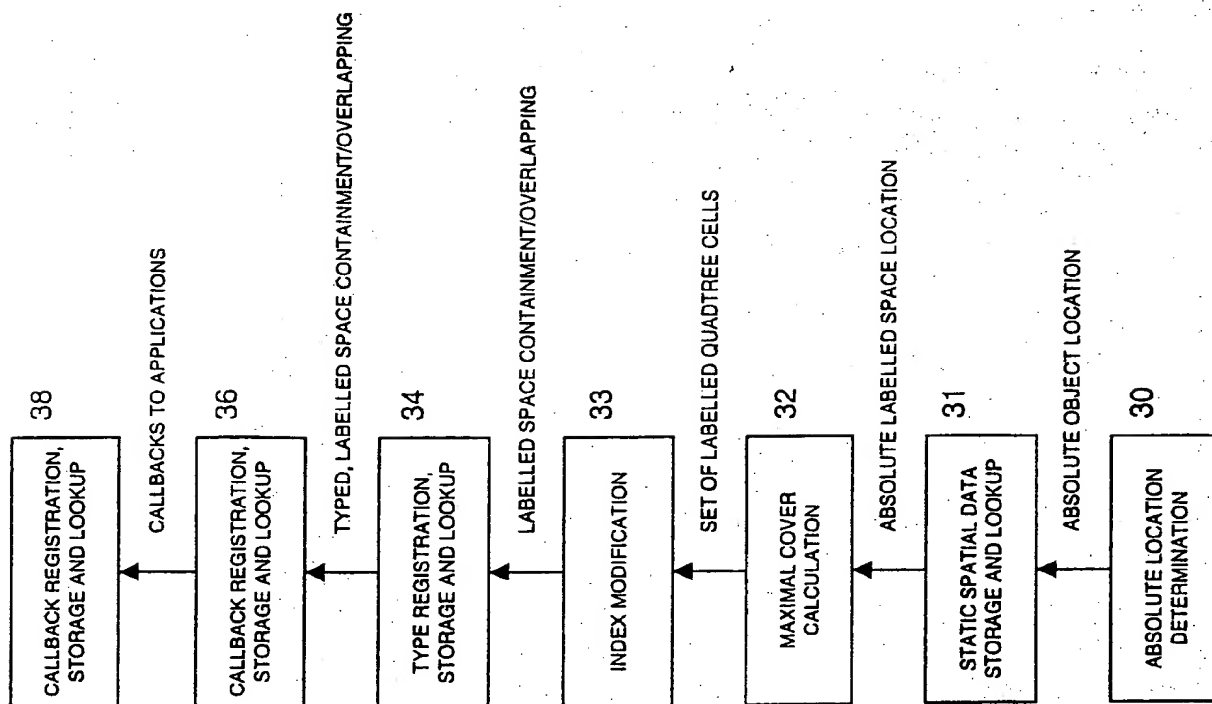 38
CALLBACK REGISTRATION,
STORAGE AND LOOKUP
CALLBACKS TO APPLICATIONS
36
CALLBACK REGISTRATION,
STORAGE AND LOOKUP
TYPED, LABELLED SPACE CONTAINMENT/OVERLAPPING
34
TYPE REGISTRATION,
STORAGE AND LOOKUP
LABELLED SPACE CONTAINMENT/OVERLAPPING
33
INDEX MODIFICATION
SET OF LABELLED QUADTREE CELLS
32
MAXIMAL COVER
CALCULATION
ABSOLUTE LABELLED SPACE LOCATION
31
STATIC SPATIAL DATA
STORAGE AND LOOKUP
ABSOLUTE OBJECT LOCATION
30
ABSOLUTE LOCATION
DETERMINATION